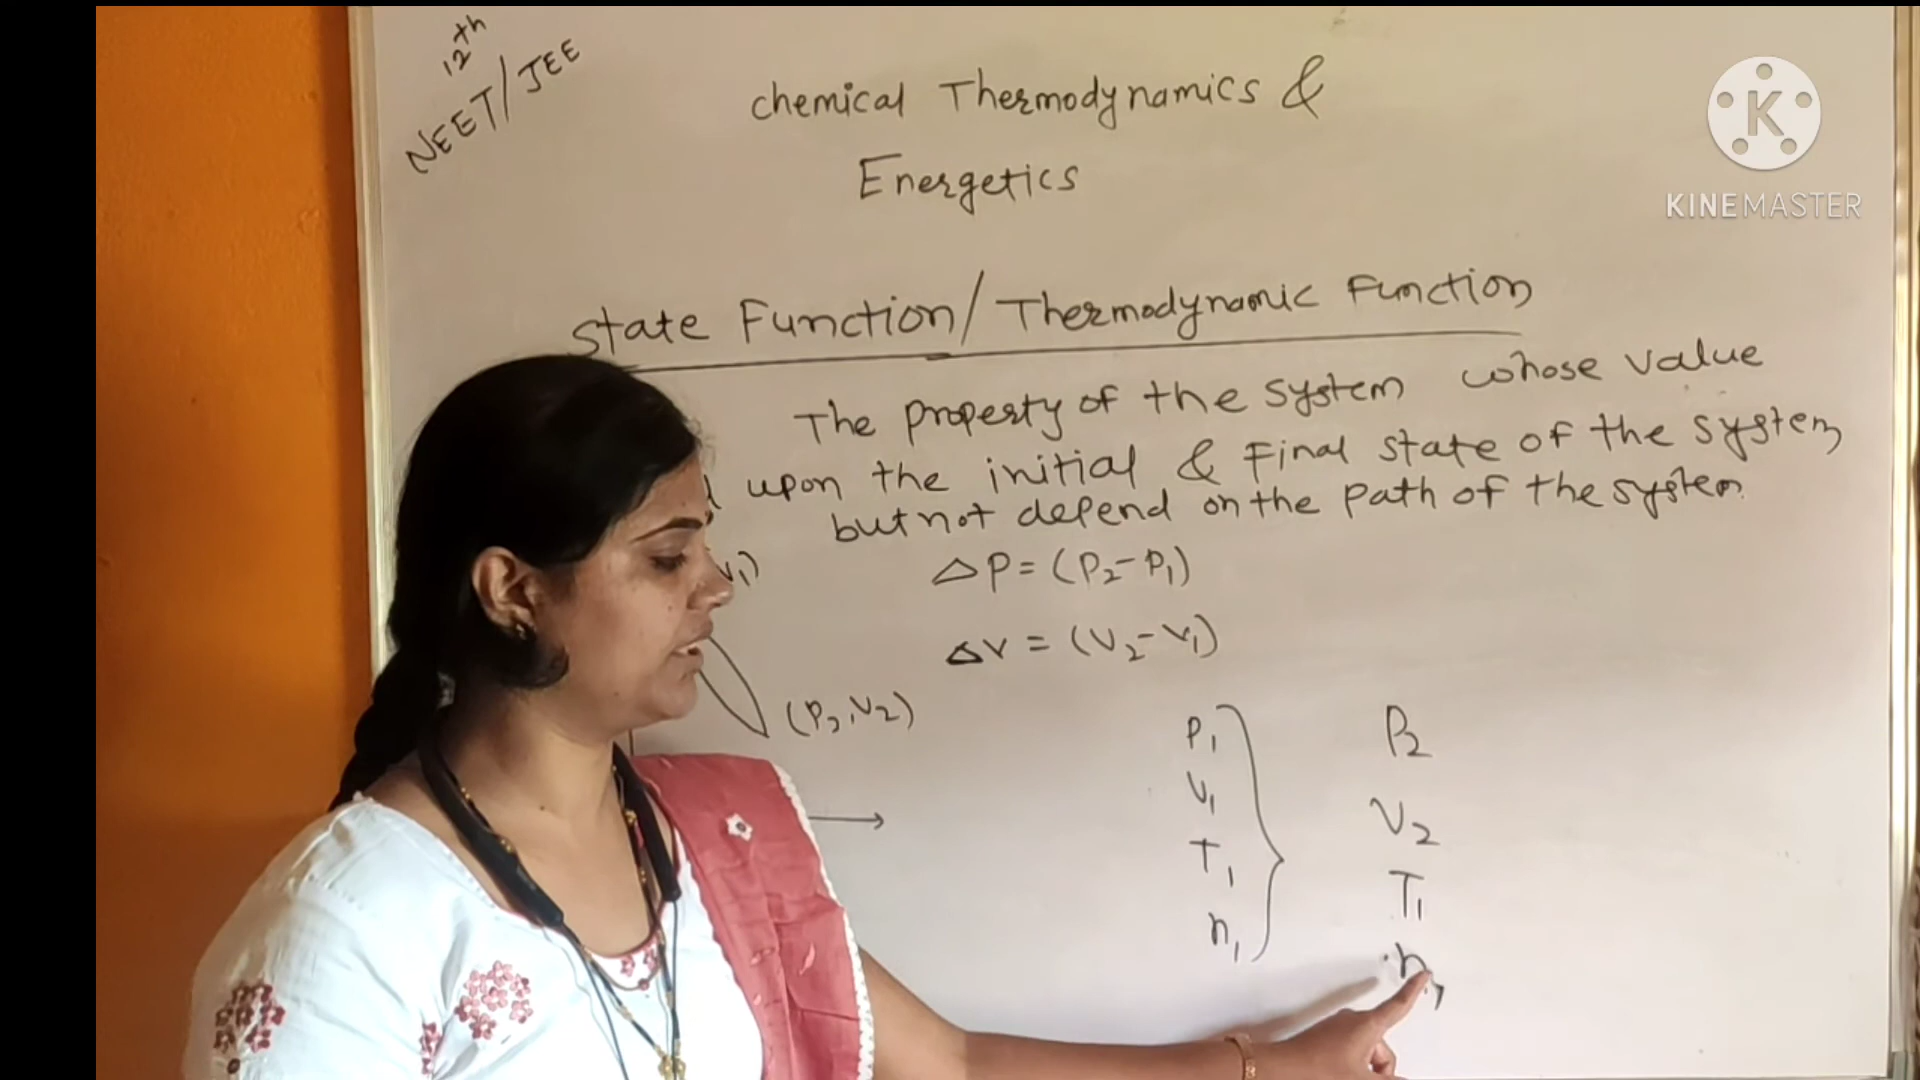 12th
NEET/JEE
chemical Thermodynamics &
Energetics
KINEMASTER
State Function/Thermodynamic Function
The property of the system whose value
upon the initial & Final state of the system
but not depend on the path of the system.
V₁)
△P = (P₂-P₁)
△V = (V₂-V₁)
(P₂,V₂)
P₁ P₂
V₁ V₂
T₁ T₁
n₁ n